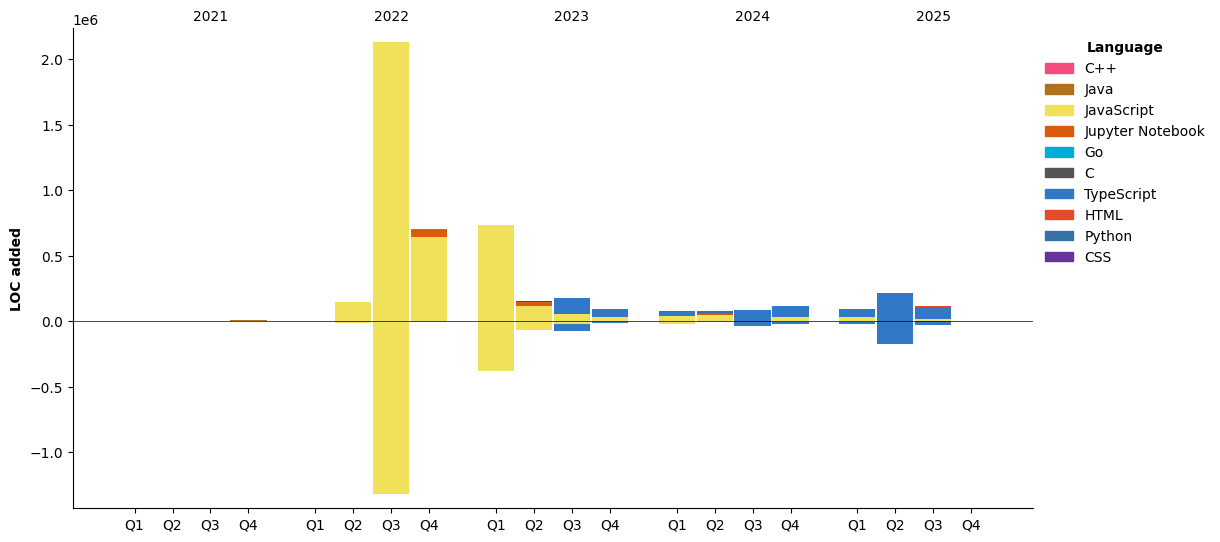 1e6
2021 2022 2023 2024 2025
2.0
1.5
1.0
0.5
0.0
−0.5
−1.0
LOC added
Q1 Q2 Q3 Q4 Q1 Q2 Q3 Q4 Q1 Q2 Q3 Q4 Q1 Q2 Q3 Q4 Q1 Q2 Q3 Q4
Language
C++
Java
JavaScript
Jupyter Notebook
Go
C
TypeScript
HTML
Python
CSS